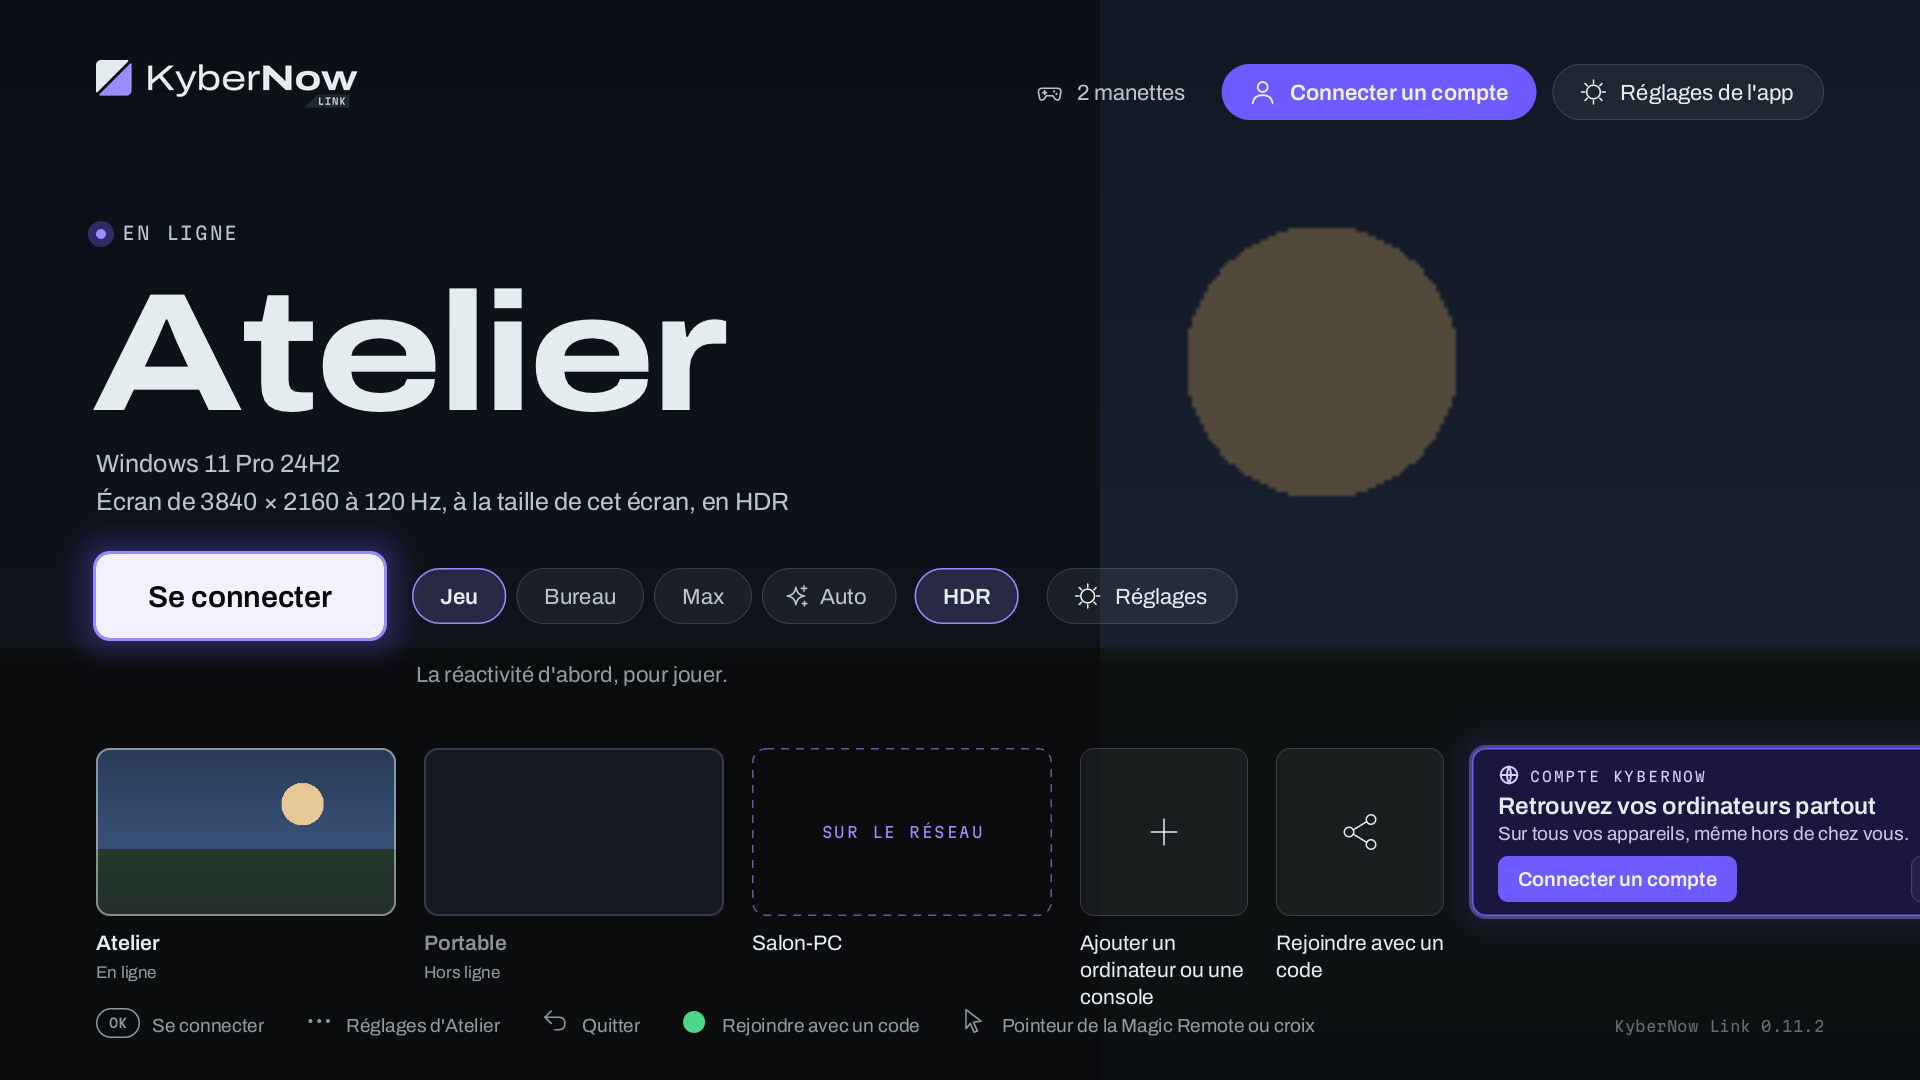 KyberNow
LINK
2 manettes
Connecter un compte
Réglages de l'app
EN LIGNE
Atelier
Windows 11 Pro 24H2
Écran de 3840 × 2160 à 120 Hz, à la taille de cet écran, en HDR
Se connecter
Jeu
Bureau
Max
Auto
HDR
Réglages
La réactivité d'abord, pour jouer.
SUR LE RÉSEAU
COMPTE KYBERNOW
Retrouvez vos ordinateurs partout
Sur tous vos appareils, même hors de chez vous.
Connecter un compte
Atelier
En ligne
Portable
Hors ligne
Salon-PC
Ajouter un
ordinateur ou une
console
Rejoindre avec un
code
OK
Se connecter
Réglages d'Atelier
Quitter
Rejoindre avec un code
Pointeur de la Magic Remote ou croix
KyberNow Link 0.11.2